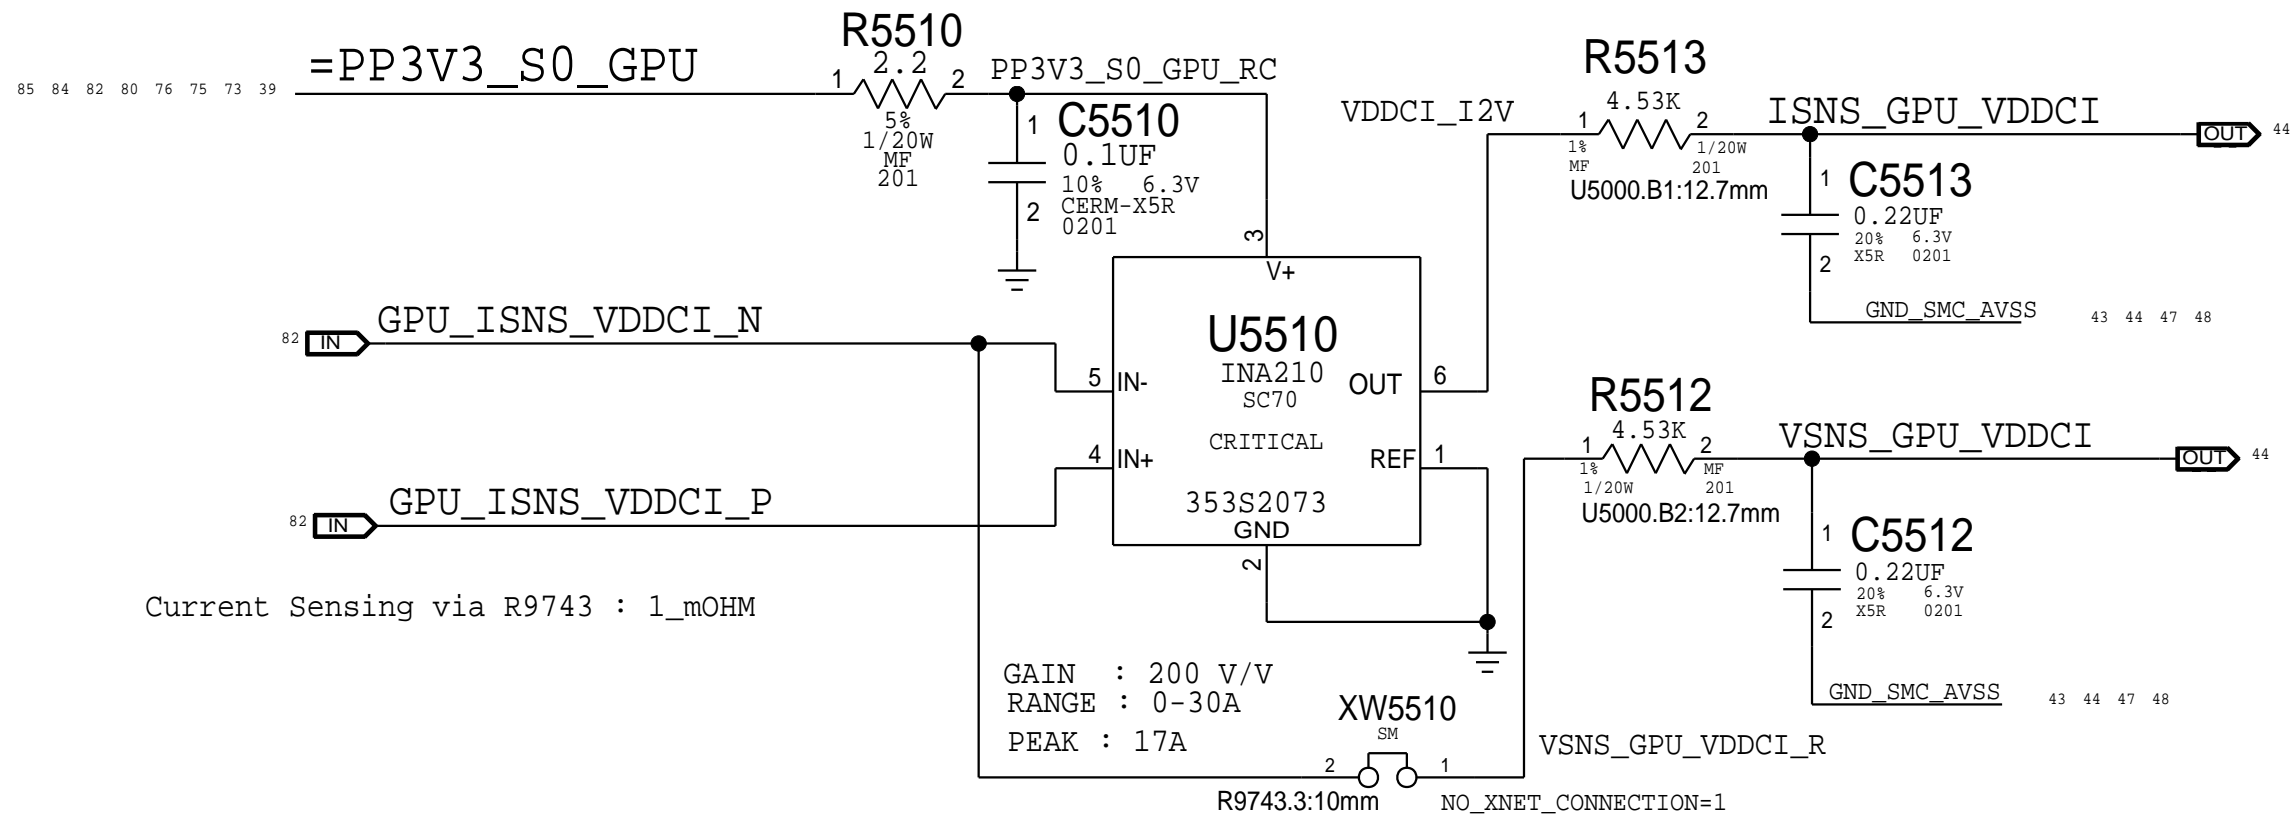 85 84 82 80 76 75 73 39
=PP3V3_S0_GPU
R5510
2.2
1 2
5%
1/20W
MF
201
PP3V3_S0_GPU_RC
1
C5510
0.1UF
10% 6.3V
2
CERM-X5R
0201
VDDCI_I2V
R5513
4.53K
1 2
1% 1/20W
MF 201
U5000.B1:12.7mm
ISNS_GPU_VDDCI
OUT 44
1
C5513
0.22UF
20% 6.3V
X5R 0201
2
GND_SMC_AVSS 43 44 47 48
82 IN GPU_ISNS_VDDCI_N
82 IN GPU_ISNS_VDDCI_P
3
V+
U5510
INA210
SC70
CRITICAL
353S2073
GND
2
5 IN-
4 IN+
OUT 6
REF 1
R5512
4.53K
1 2
1% MF
1/20W 201
U5000.B2:12.7mm
VSNS_GPU_VDDCI
OUT 44
1
C5512
0.22UF
20% 6.3V
X5R 0201
2
GND_SMC_AVSS 43 44 47 48
Current Sensing via R9743 : 1_mOHM
GAIN : 200 V/V
RANGE : 0-30A
PEAK : 17A
XW5510
SM
2 1
VSNS_GPU_VDDCI_R
R9743.3:10mm
NO_XNET_CONNECTION=1